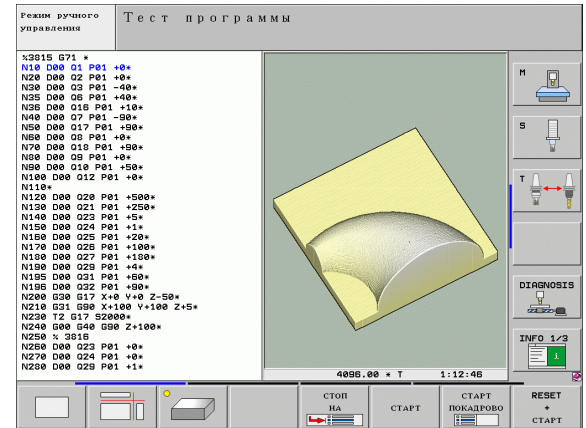 Режим ручного
управления
Тест программы
%3815 G71 *
N10 D00 Q1 P01 +0*
N20 D00 Q2 P01 +0*
N30 D00 Q3 P01 -40*
N35 D00 Q6 P01 +40*
N36 D00 Q16 P01 +10*
N40 D00 Q7 P01 -90*
N50 D00 Q17 P01 +90*
N60 D00 Q8 P01 +0*
N70 D00 Q18 P01 +90*
N80 D00 Q9 P01 +0*
N90 D00 Q10 P01 +50*
N100 D00 Q12 P01 +0*
N110*
N120 D00 Q20 P01 +500*
N130 D00 Q21 P01 +250*
N140 D00 Q23 P01 +5*
N150 D00 Q24 P01 +1*
N160 D00 Q25 P01 +20*
N170 D00 Q26 P01 +100*
N180 D00 Q27 P01 +180*
N190 D00 Q29 P01 +4*
N195 D00 Q31 P01 +60*
N196 D00 Q32 P01 +90*
N200 G30 G17 X+0 Y+0 Z-50*
N210 G31 G90 X+100 Y+100 Z+5*
N230 T2 G17 S2000*
N240 G00 G40 G90 Z+100*
N250 % 3816
N260 D00 Q23 P01 +0*
N270 D00 Q24 P01 +0*
N280 D00 Q29 P01 +1*
4096.00 * T 1:12:46
M
S
T
DIAGNOSIS
INFO 1/3
СТОП
НА
СТАРТ
СТАРТ
ПОКАДРОВО
RESET
+
СТАРТ